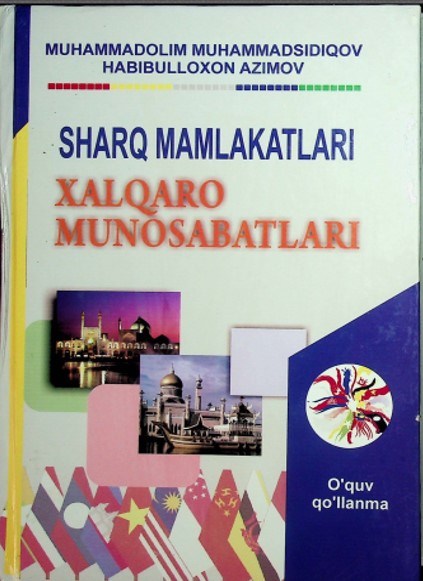 MUHAMMADOLIM MUHAMMADSIDIQOV
HABIBULLOXON AZIMOV
SHARQ MAMLAKATLARI
XALQARO
MUNOSABATLARI
O'quv
qo'llanma